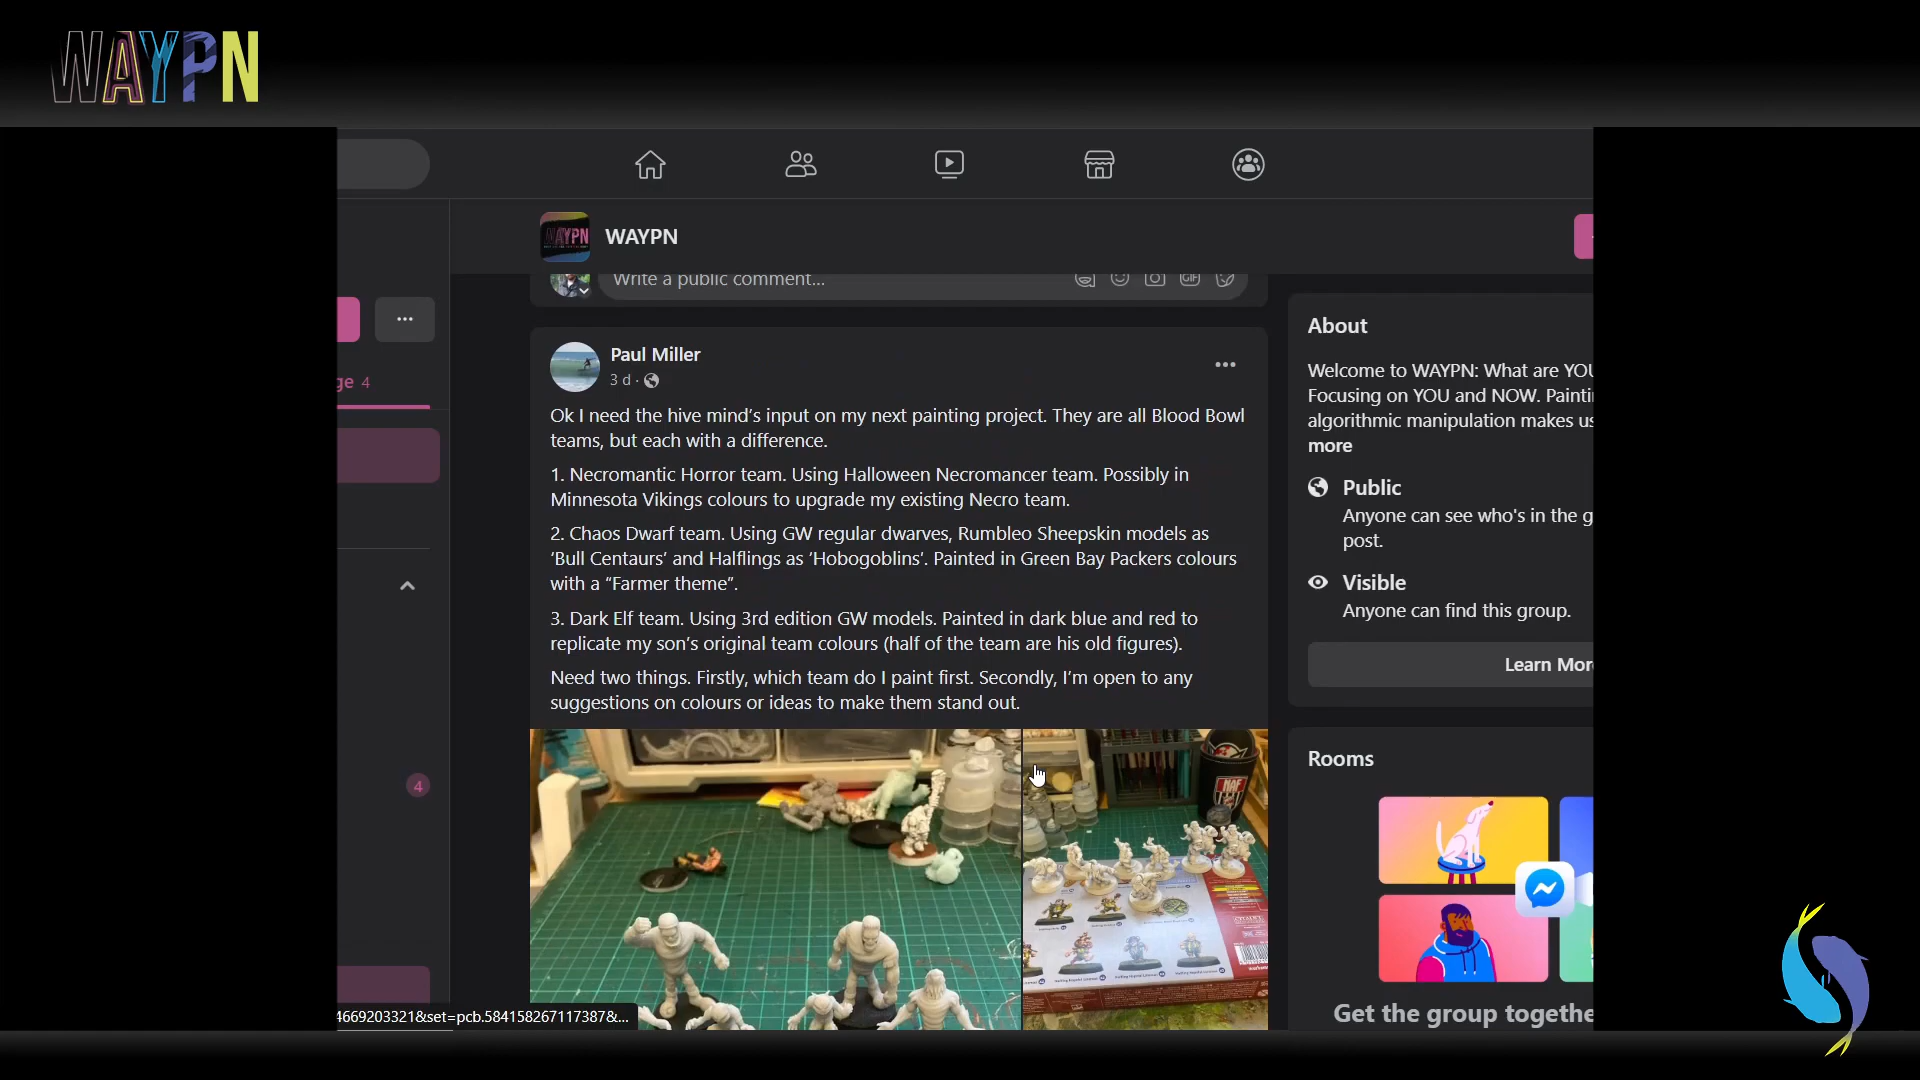 WAYPN
WAYPN
WAYPN
Write a public comment...
GIF
...
ge 4
Paul Miller
3 d ·
Ok I need the hive mind’s input on my next painting project. They are all Blood Bowl
teams, but each with a difference.
1. Necromantic Horror team. Using Halloween Necromancer team. Possibly in
Minnesota Vikings colours to upgrade my existing Necro team.
2. Chaos Dwarf team. Using GW regular dwarves, Rumbleo Sheepskin models as
‘Bull Centaurs’ and Halflings as ‘Hobogoblins’. Painted in Green Bay Packers colours
with a “Farmer theme”.
3. Dark Elf team. Using 3rd edition GW models. Painted in dark blue and red to
replicate my son’s original team colours (half of the team are his old figures).
Need two things. Firstly, which team do I paint first. Secondly, I’m open to any
suggestions on colours or ideas to make them stand out.
4
NAF
4669203321&set=pcb.5841582671173​87&...
About
Welcome to WAYPN: What are YOU
Focusing on YOU and NOW. Painti
algorithmic manipulation makes us
more
Public
Anyone can see who's in the g
post.
Visible
Anyone can find this group.
Learn Mor
Rooms
Get the group togethe